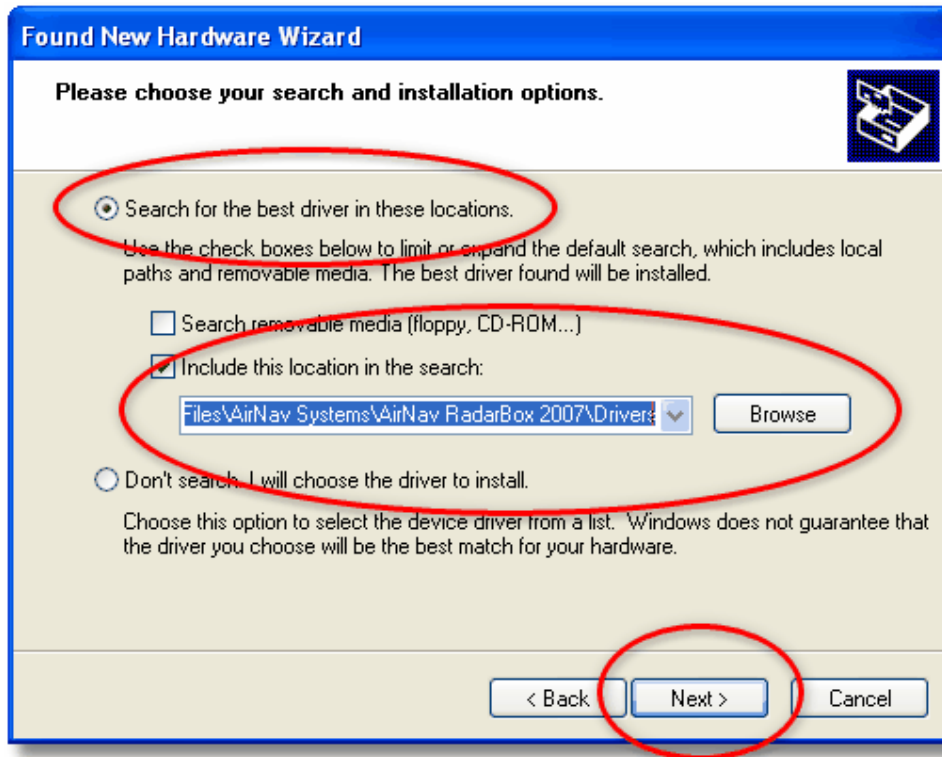 Found New Hardware Wizard
Please choose your search and installation options.
Search for the best driver in these locations.
Use the check boxes below to limit or expand the default search, which includes local
paths and removable media. The best driver found will be installed.
Search removable media (floppy, CD-ROM...)
Include this location in the search:
Files\AirNav Systems\AirNav RadarBox 2007\Drivers
Browse
Don't search. I will choose the driver to install.
Choose this option to select the device driver from a list. Windows does not guarantee that
the driver you choose will be the best match for your hardware.
< Back
Next >
Cancel